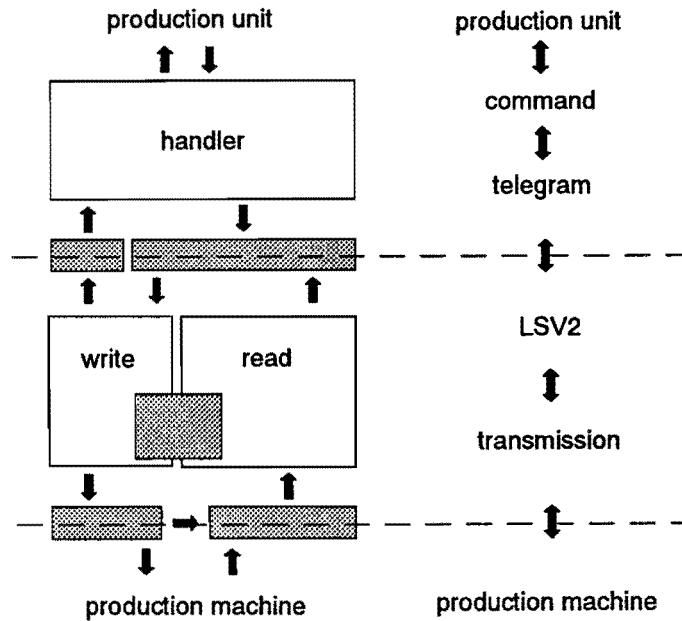 production unit
production unit
command
handler
telegram
LSV2
write
read
transmission
production machine
production machine